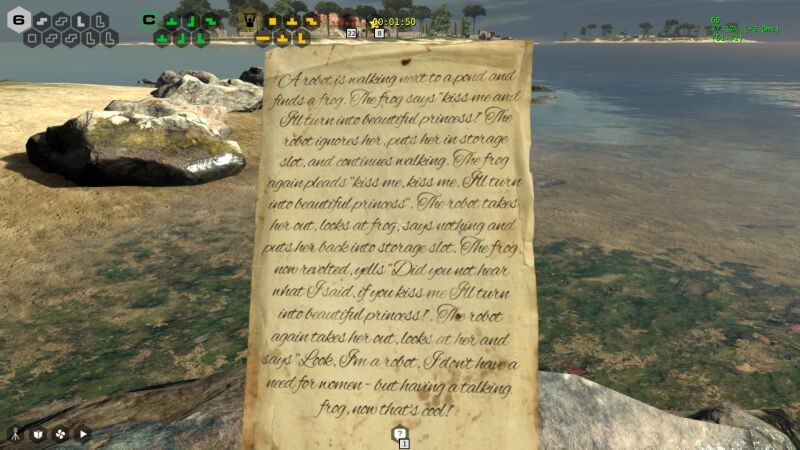 6
C
00:01:50
22
8
60
A robot is walking next to a pond and
finds a frog. The frog says "kiss me and
I'll turn into beautiful princess! The
robot ignores her, puts her in storage
slot, and continues walking. The frog
again pleads "kiss me, kiss me, I'll turn
into beautiful princess". The robot takes
her out, looks at frog, says nothing and
puts her back into storage slot. The frog,
now revolted, yells "Did you not hear
what I said, if you kiss me I'll turn
into beautiful princess!". The robot
again takes her out, looks at her and
says "Look, I'm a robot, I don't have a
need for women - but having a talking
frog, now that's cool!
?
1